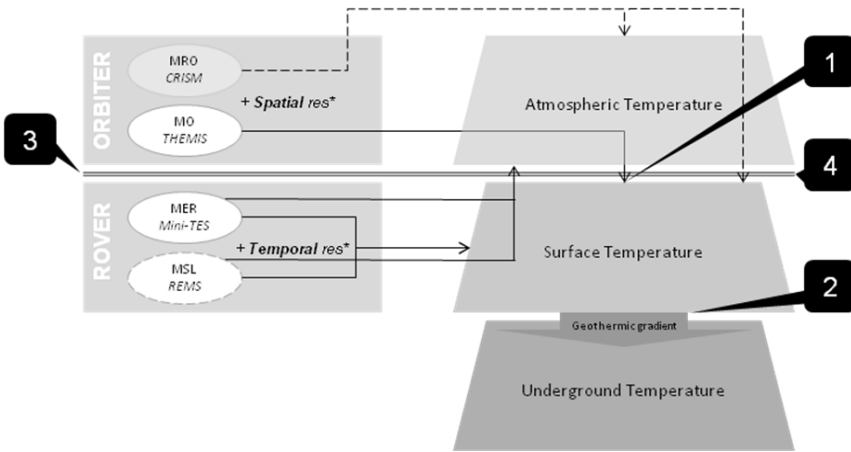 ORBITER
MRO
CRISM
+ Spatial res*
MO
THEMIS
Atmospheric Temperature
1
3
4
ROVER
MER
Mini-TES
+ Temporal res*
MSL
REMS
Surface Temperature
2
Geothermic gradient
Underground Temperature